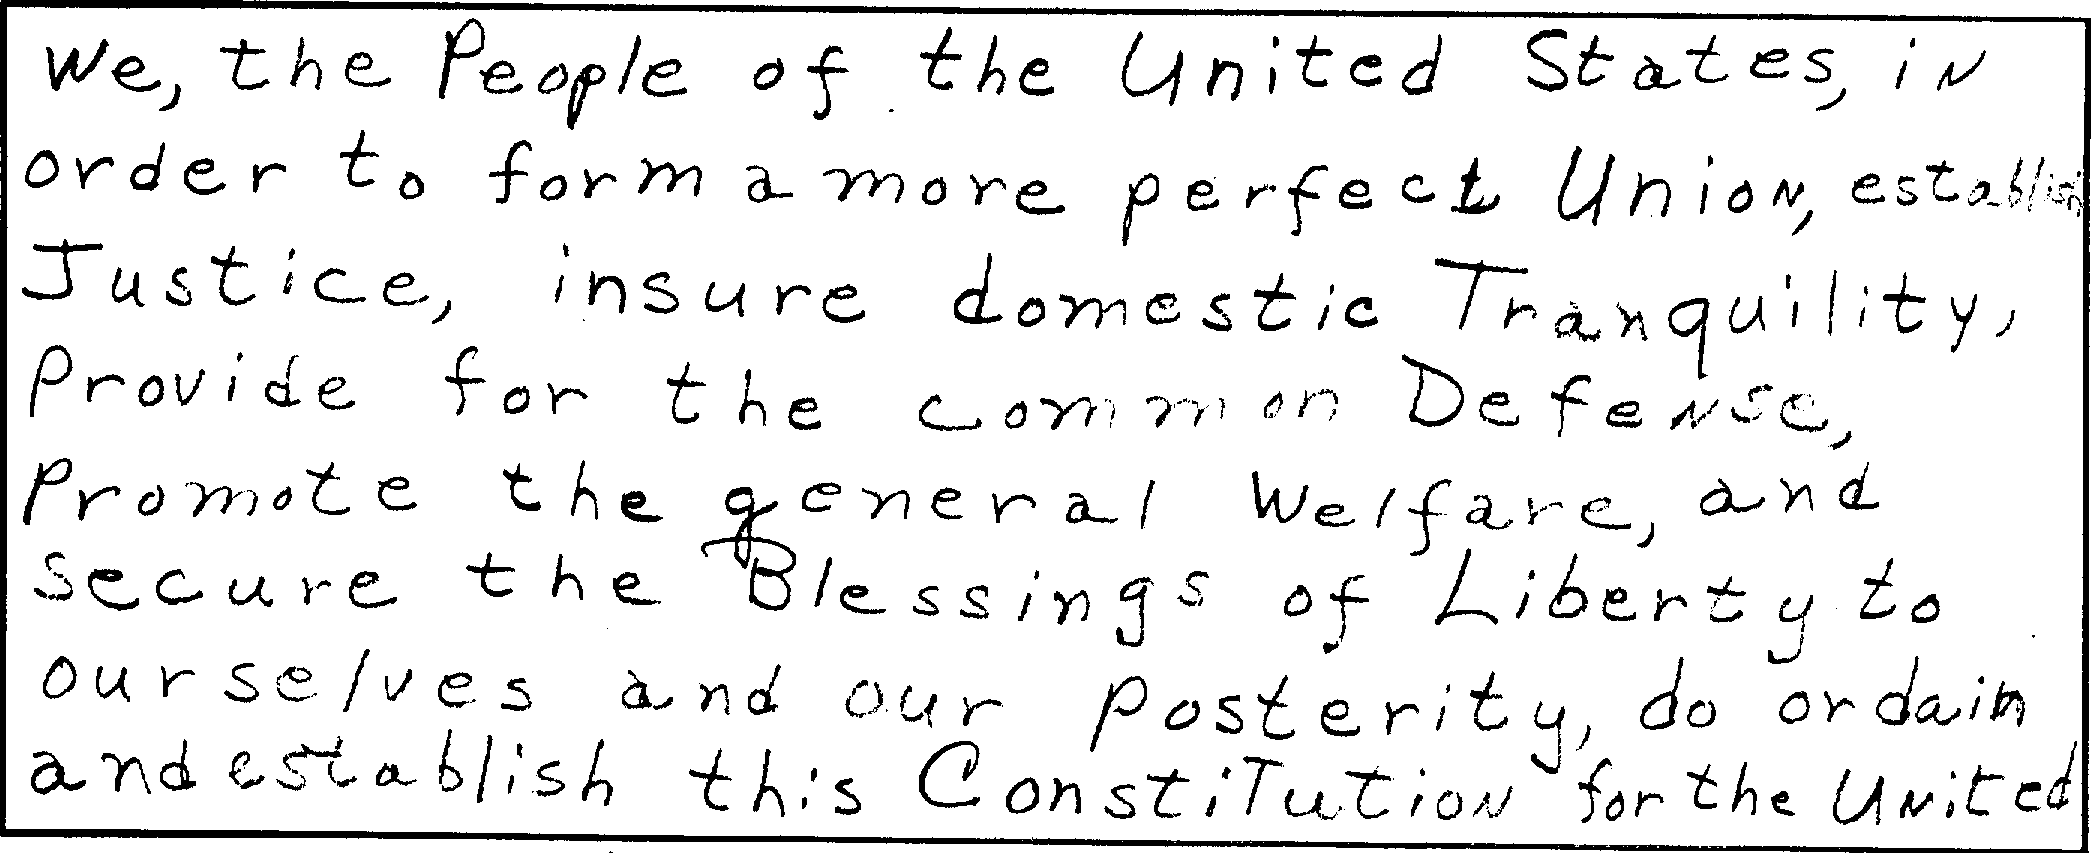 We, the People of the United States, in
order to form a more perfect Union, establish
Justice, insure domestic Tranquility,
Provide for the common Defense,
Promote the general Welfare, and
secure the Blessings of Liberty to
ourselves and our posterity, do ordain
and establish this Constitution for the United